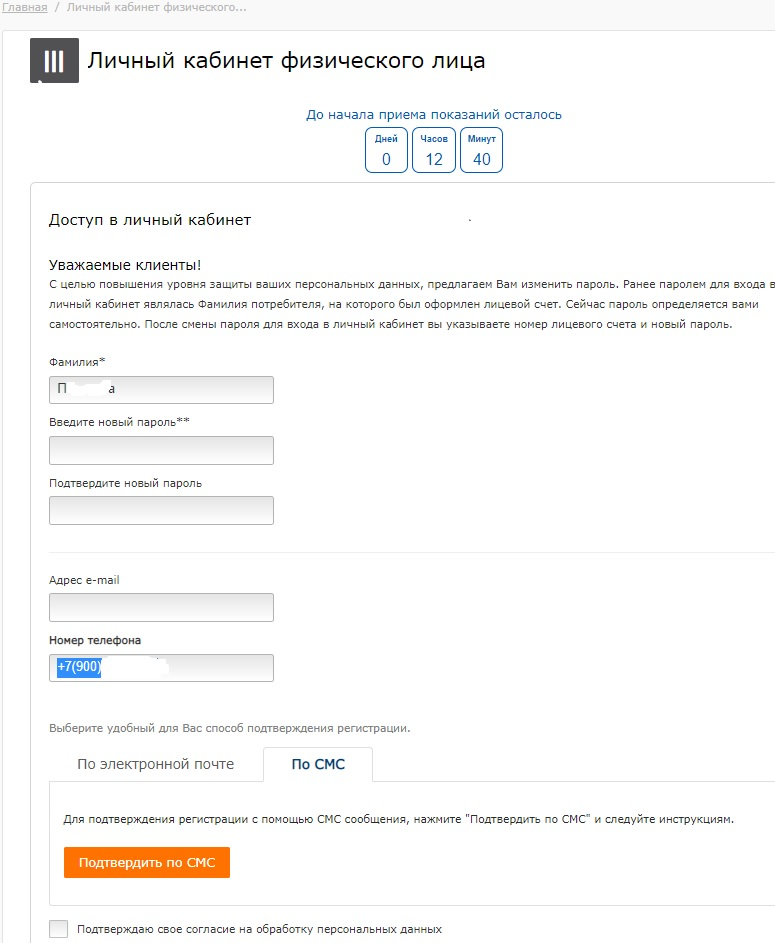 Главная / Личный кабинет физического...
Личный кабинет физического лица
До начала приема показаний осталось
Дней Часов Минут
0 12 40
Доступ в личный кабинет
Уважаемые клиенты!
С целью повышения уровня защиты ваших персональных данных, предлагаем Вам изменить пароль. Ранее паролем для входа в
личный кабинет являлась Фамилия потребителя, на которого был оформлен лицевой счет. Сейчас пароль определяется вами
самостоятельно. После смены пароля для входа в личный кабинет вы указываете номер лицевого счета и новый пароль.
Фамилия*
П а
Введите новый пароль**
Подтвердите новый пароль
Адрес e-mail
Номер телефона
+7(900)
Выберите удобный для Вас способ подтверждения регистрации.
По электронной почте По СМС
Для подтверждения регистрации с помощью СМС сообщения, нажмите "Подтвердить по СМС" и следуйте инструкциям.
Подтвердить по СМС
Подтверждаю свое согласие на обработку персональных данных